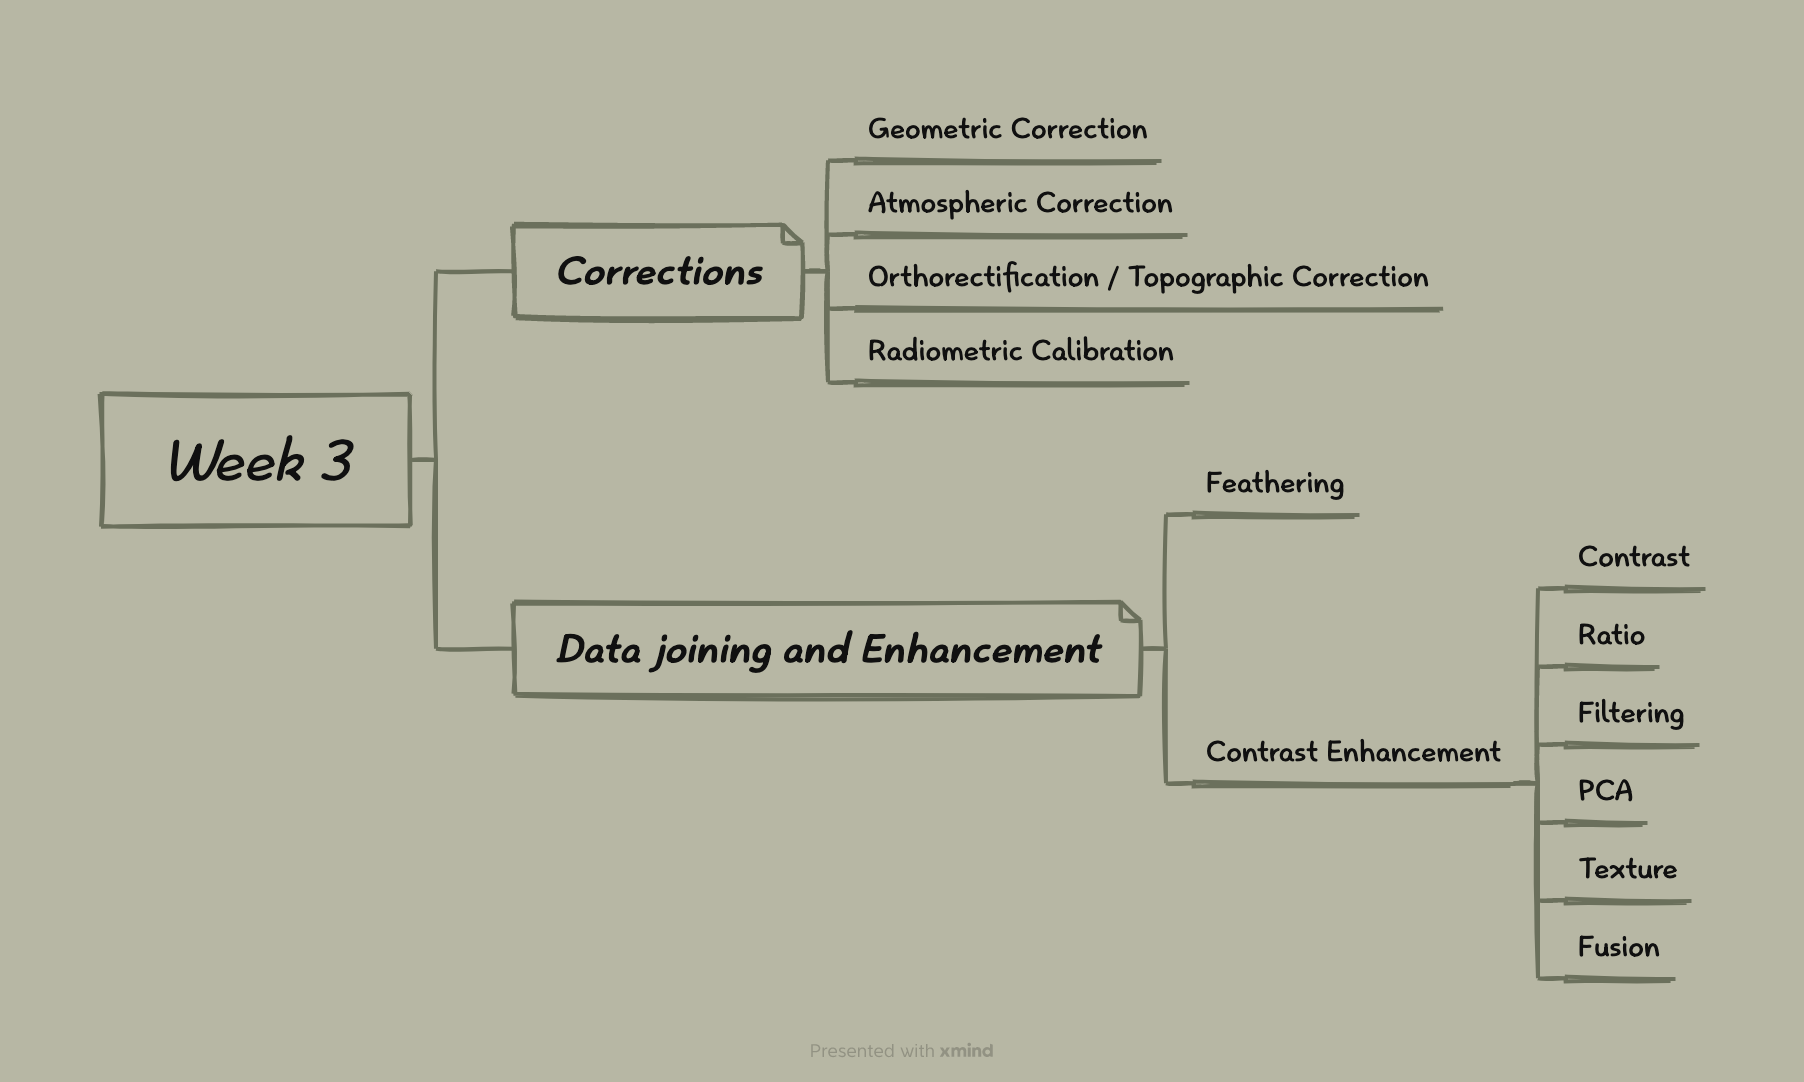 Week 3
Corrections
Geometric Correction
Atmospheric Correction
Orthorectification / Topographic Correction
Radiometric Calibration
Data joining and Enhancement
Feathering
Contrast Enhancement
Contrast
Ratio
Filtering
PCA
Texture
Fusion
Presented with xmind